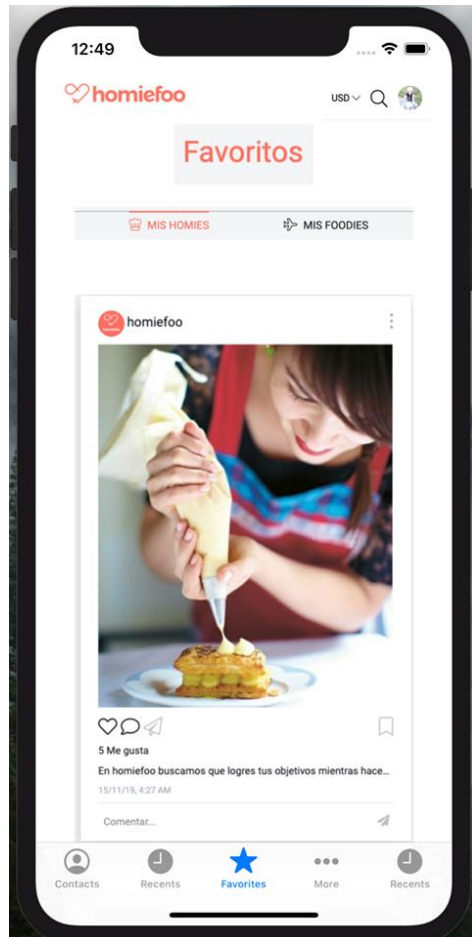 12:49
homiefoo
USD
Favoritos
MIS HOMIES
MIS FOODIES
homiefoo
5 Me gusta
En homiefoo buscamos que logres tus objetivos mientras hace...
15/11/19, 4:27 AM
Comentar...
Contacts
Recents
Favorites
More
Recents